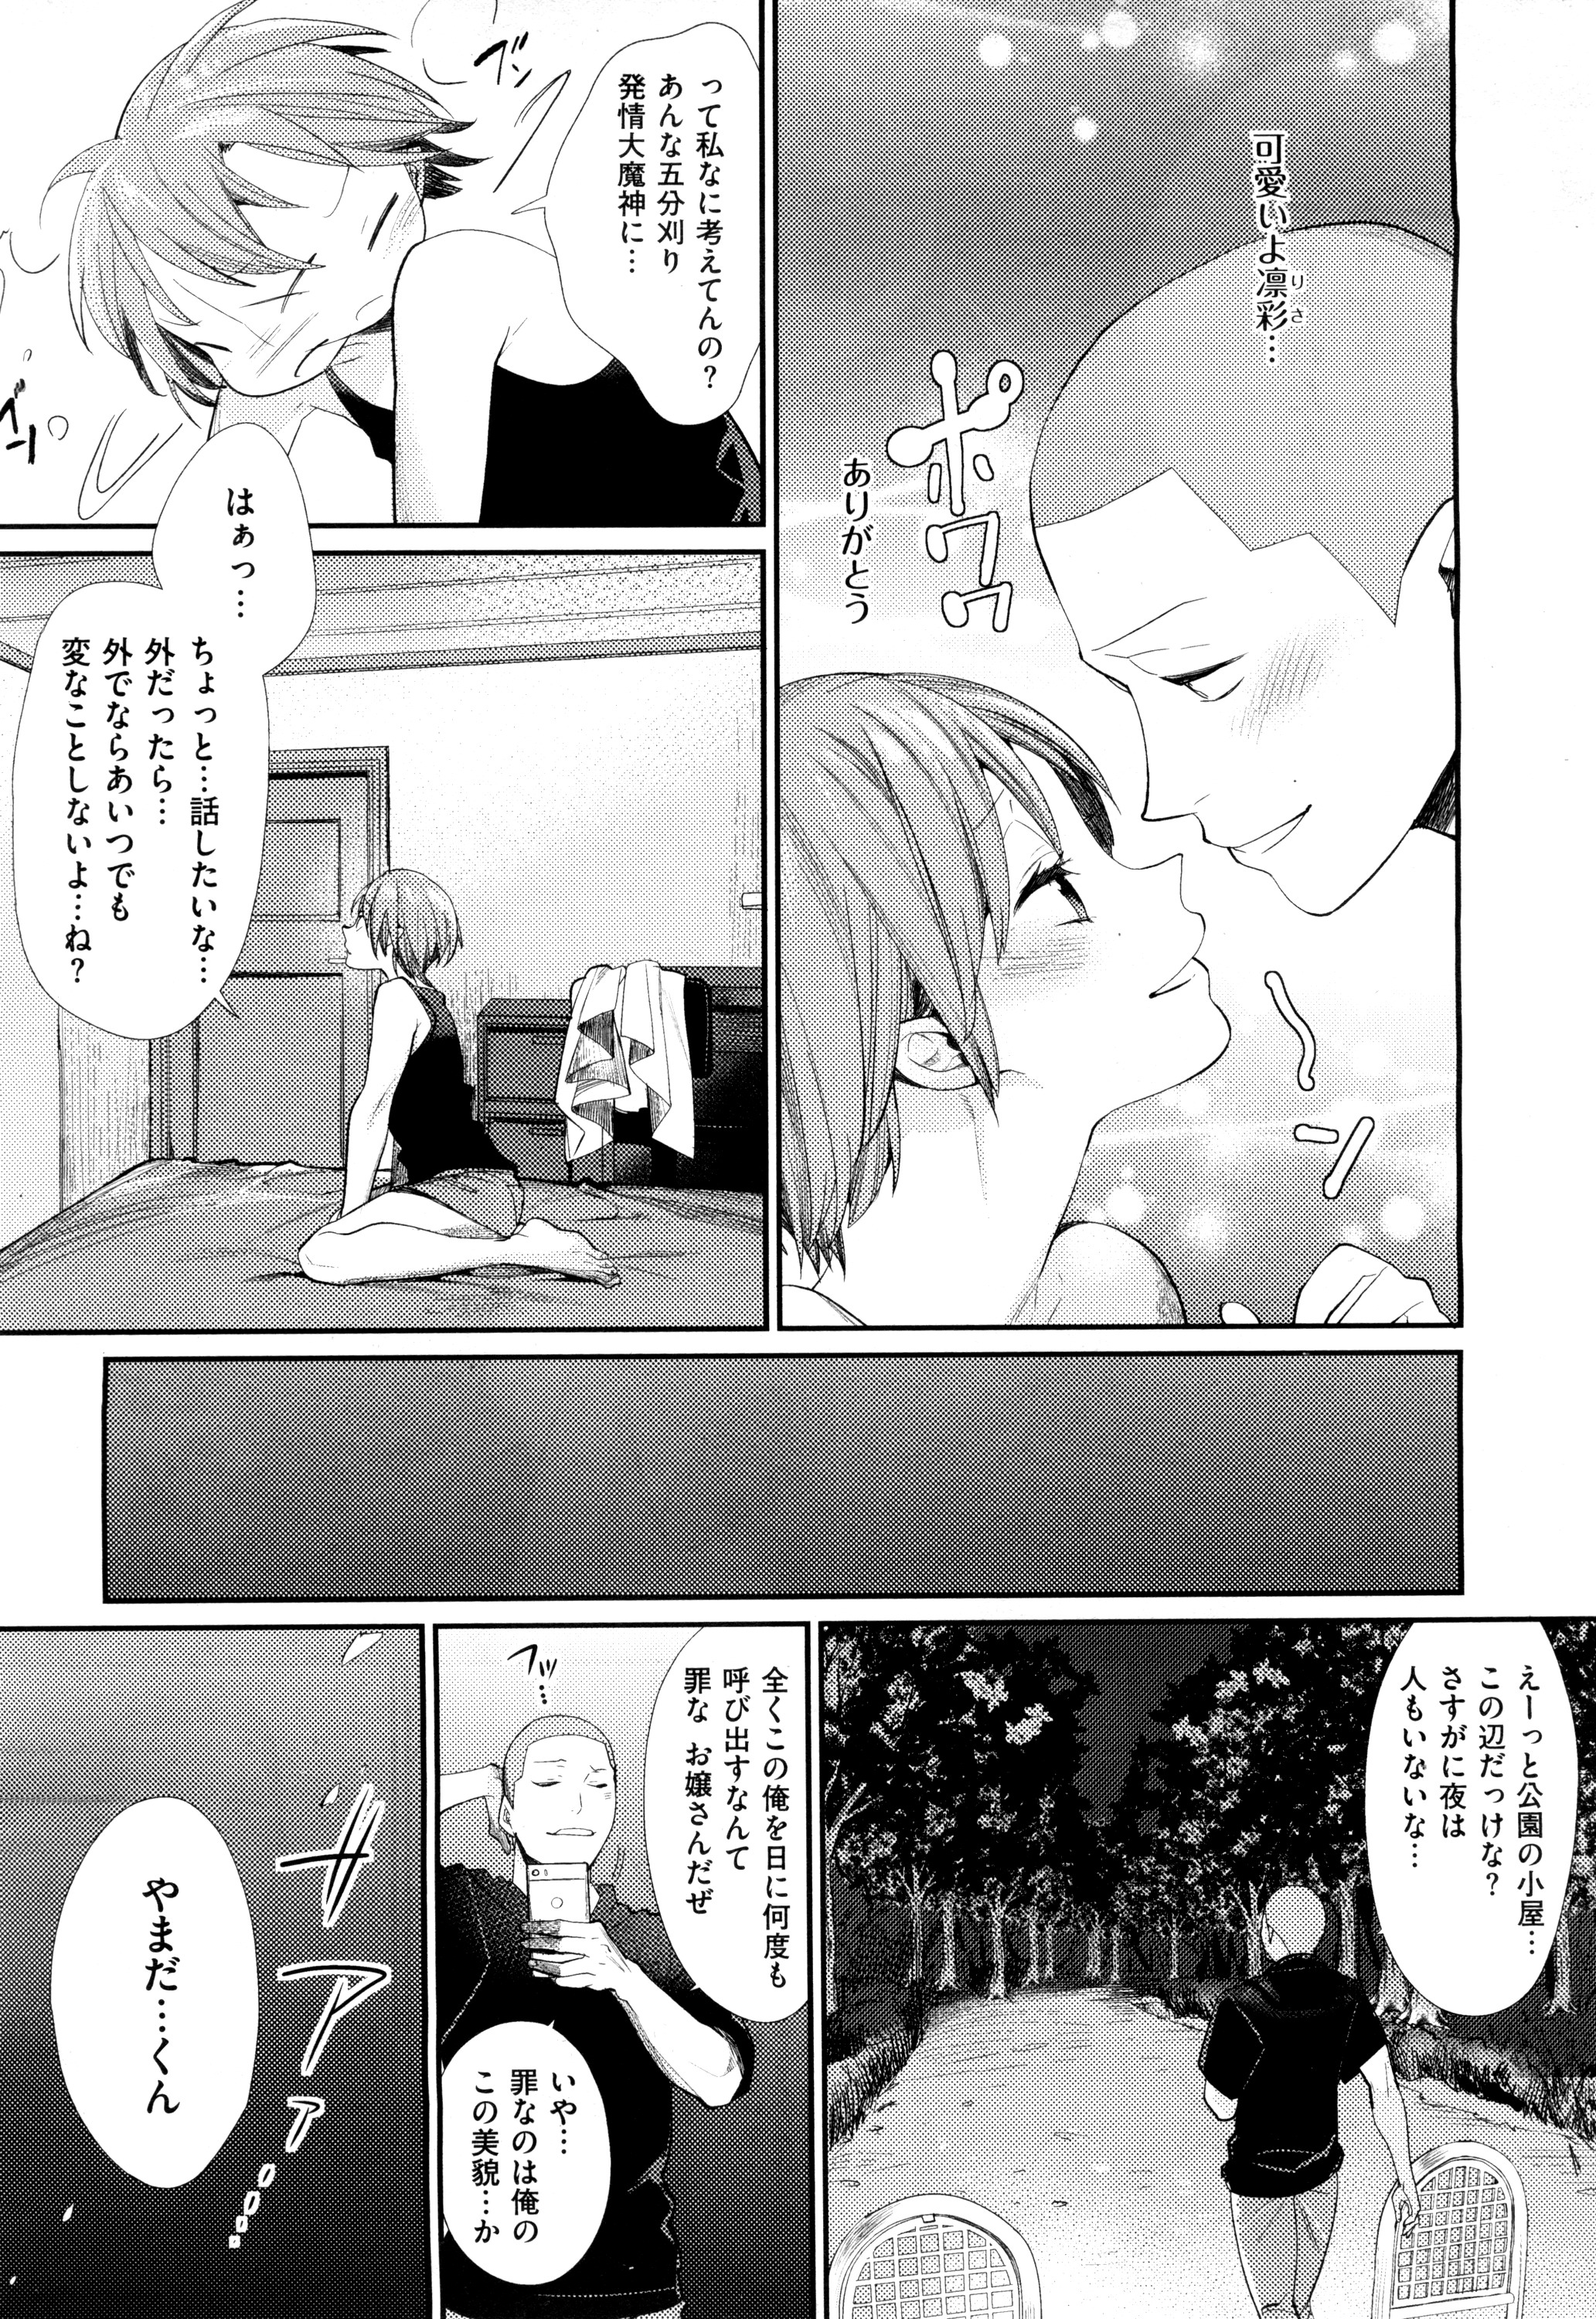 可愛いよ凛彩…
りさ
ポワワ〜ン
ありがとう
って私なに考えてんの？
あんな五分刈り
発情大魔神に…
ブンッ
はぁっ…
ちょっと…話したいな…
外だったら…
外でならあいつでも
変なことしないよ…ね？
えーっと公園の小屋…
この辺だっけな？
さすがに夜は
人もいないな…
全くこの俺を日に何度も
呼び出すなんて
罪な お嬢さんだぜ
フッ…
いや…
罪なのは俺の
この美貌…か
サアァ…
やまだ…くん